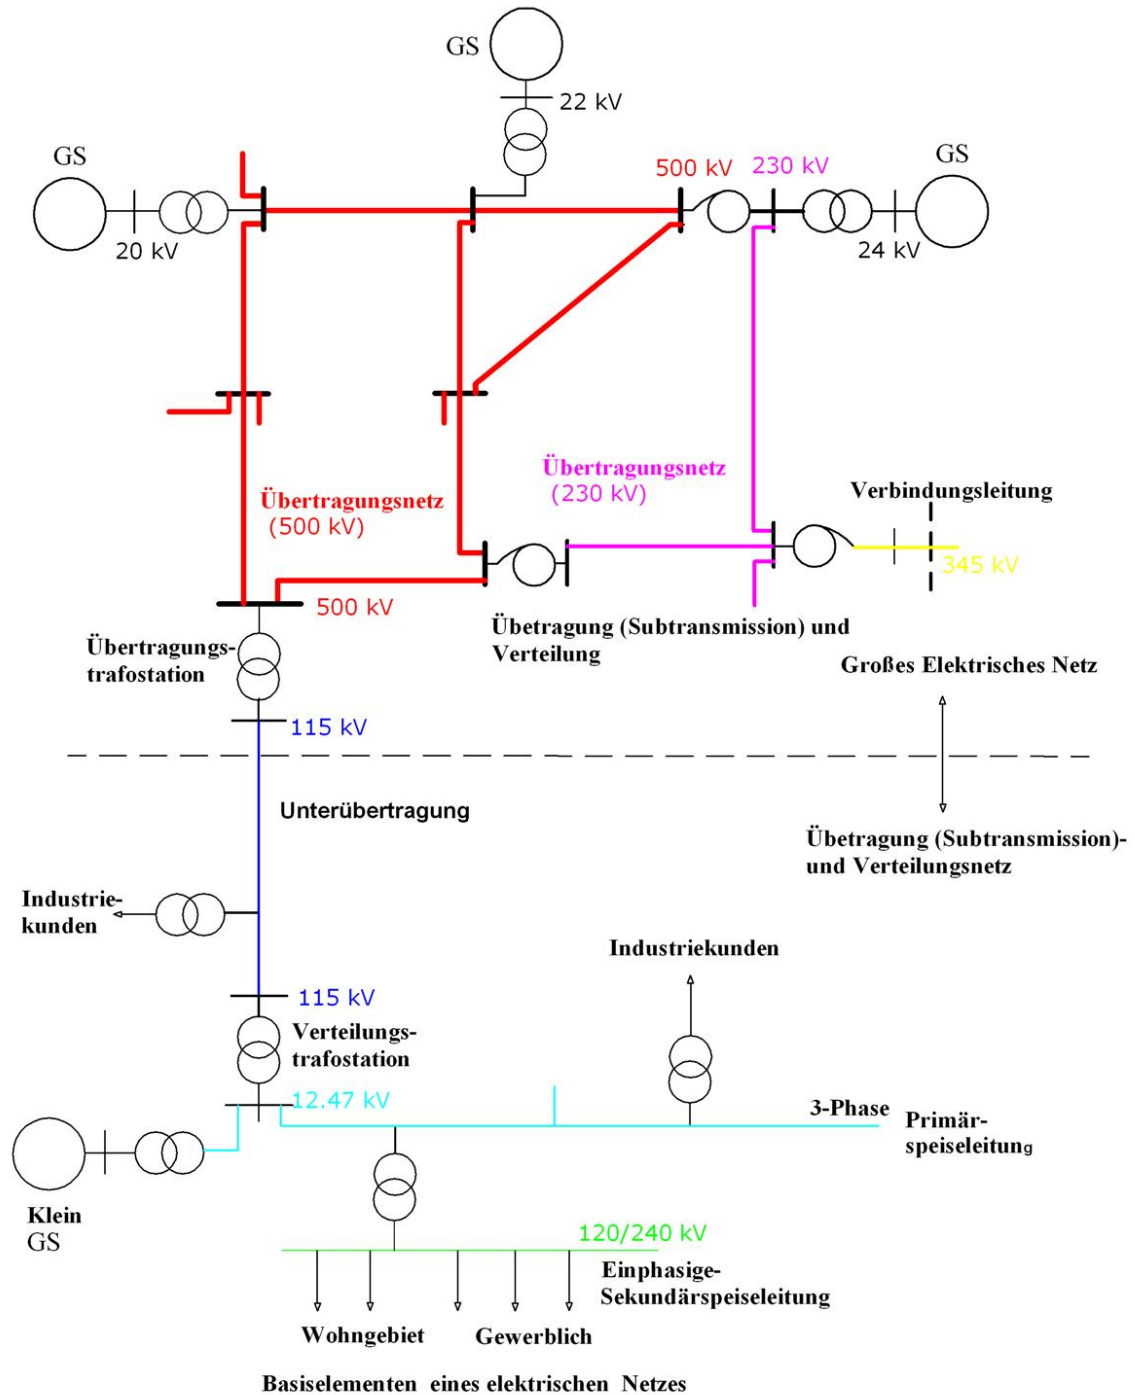 GS
22 kV
GS
500 kV
230 kV
GS
20 kV
24 kV
Übertragungsnetz
(230 kV)
Verbindungsleitung
Übertragungsnetz
(500 kV)
345 kV
500 kV
Übetragung (Subtransmission) und
Verteilung
Übertragungs-
trafostation
Großes Elektrisches Netz
115 kV
Unterübertragung
Übetragung (Subtransmission)-
und Verteilungsnetz
Industrie-
kunden
Industriekunden
115 kV
Verteilungs-
trafostation
12.47 kV
3-Phase
Primär-
speiseleitung
Klein
GS
120/240 kV
Einphasige-
Sekundärspeiseleitung
Wohngebiet
Gewerblich
Basiselementen eines elektrischen Netzes